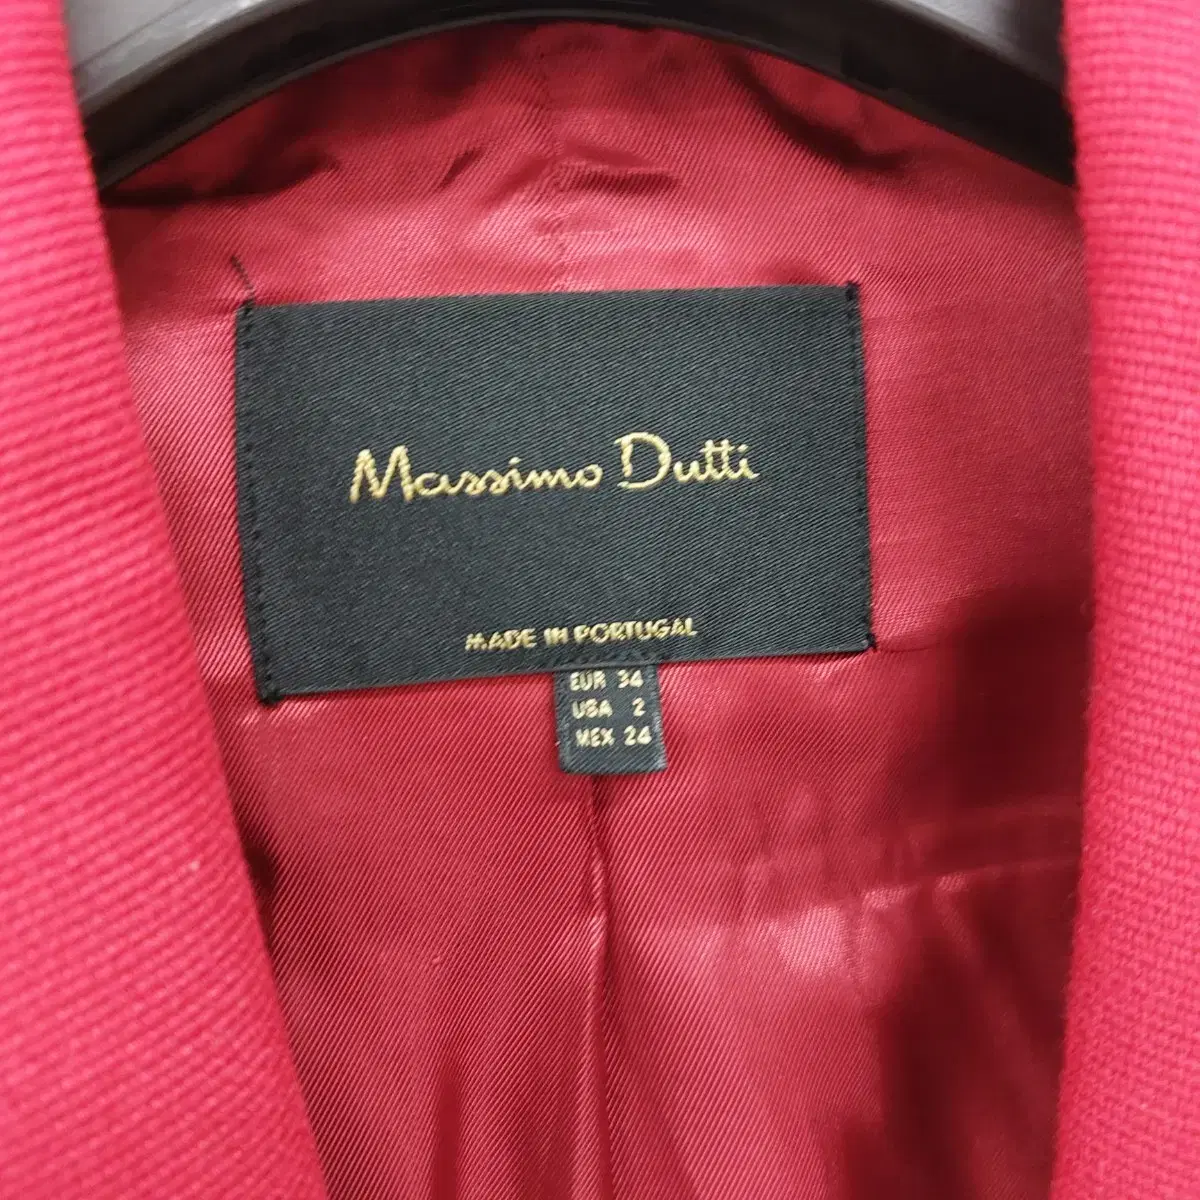 Massimo Dutti
MADE IN PORTUGAL
EUR 34
USA 2
MEX 24